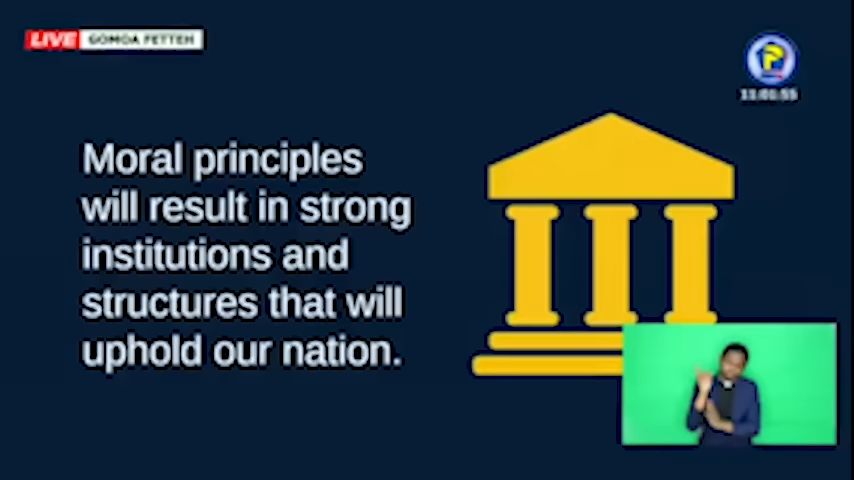 LIVE GOMOA FETTEH
P
11:01:55
Moral principles
will result in strong
institutions and
structures that will
uphold our nation.